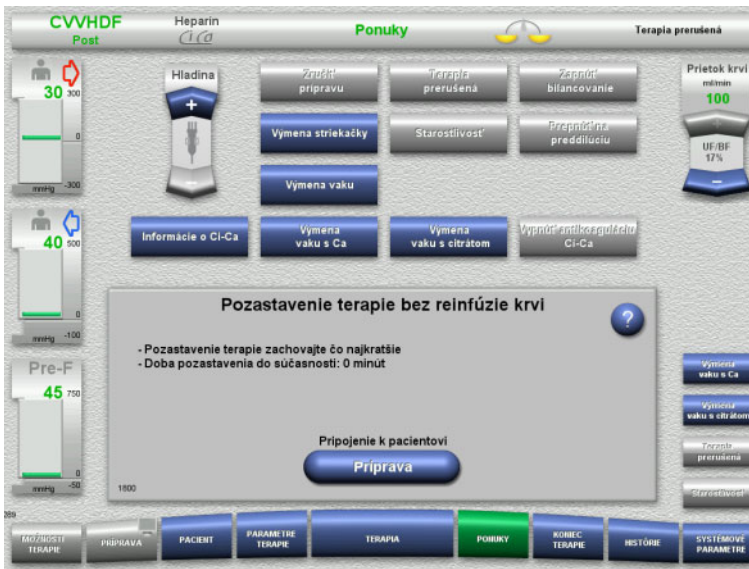 CVVHDF
Post
Heparin
Ci Ca
Ponuky
Terapia prerušená
30
300
0
mmHg
-300
Hladina
+
−
Zrušiť
prípravu
Terapia
prerušená
Zapnúť
bilancovanie
Výmena striekačky
Starostlivosť
Prepnúť na
preddilúciu
Výmena vaku
Informácie o Ci-Ca
Výmena
vaku s Ca
Výmena
vaku s citrátom
Vypnúť antikoaguláciu
Ci-Ca
Prietok krvi
ml/min
100
+
UF/BF
17%
−
40
500
0
mmHg
-100
Pre-F
45
750
0
mmHg
-50
Pozastavenie terapie bez reinfúzie krvi
?
- Pozastavenie terapie zachovajte čo najkratšie
- Doba pozastavenia do súčasnosti: 0 minút
Pripojenie k pacientovi
Príprava
1800
Výmena
vaku s Ca
Výmena
vaku s citrátom
Terapia
prerušená
Starostlivosť
MOŽNOSTI
TERAPIE
PRÍPRAVA
PACIENT
PARAMETRE
TERAPIE
TERAPIA
PONUKY
KONIEC
TERAPIE
HISTÓRIE
SYSTÉMOVÉ
PARAMETRE